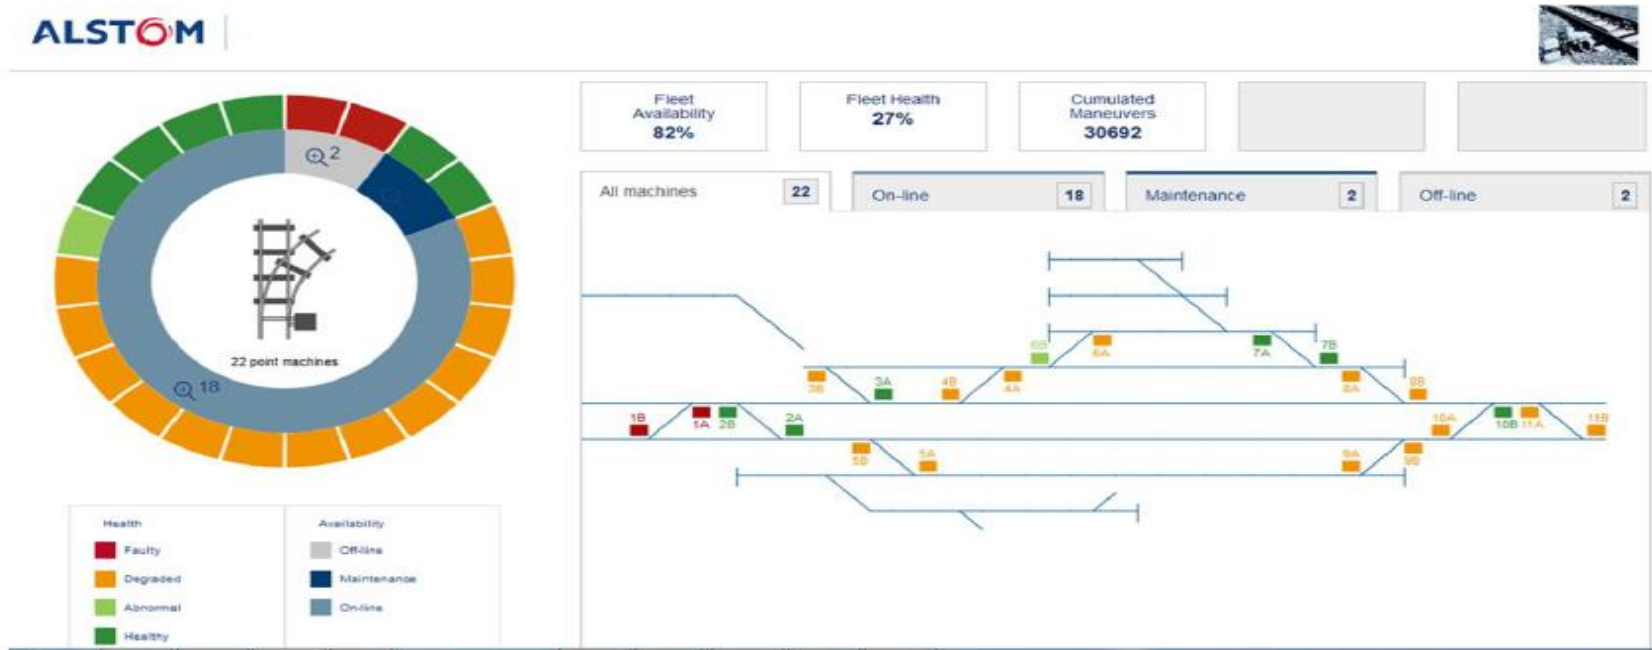 ALSTOM
Fleet
Availability
82%
Fleet Health
27%
Cumulated
Maneuvers
30692
All machines 22
On-line 18
Maintenance 2
Off-line 2
2
22 point machines
18
Health
Faulty
Degraded
Abnormal
Healthy
Availability
Off-line
Maintenance
On-line
6B
6A
7A
7B
3B
3A
4B
4A
8A
8B
1B
1A
2B
2A
10A
10B
11A
11B
5B
5A
9A
9B